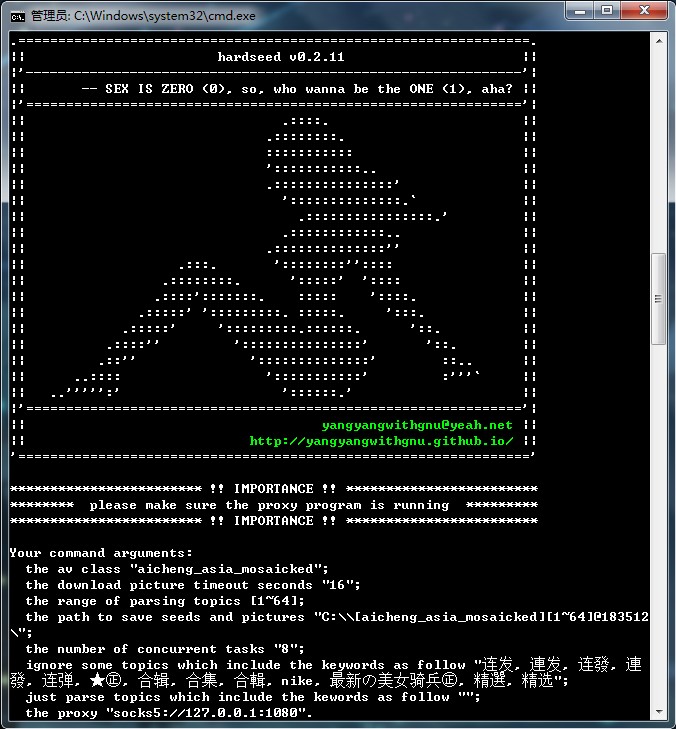 管理员: C:\Windows\system32\cmd.exe
hardseed v0.2.11
-- SEX IS ZERO (0), so, who wanna be the ONE (1), aha?
yangyangwithgnu@yeah.net
http://yangyangwithgnu.github.io/
************************ !! IMPORTANCE !! ************************
******** please make sure the proxy program is running *********
************************ !! IMPORTANCE !! ************************
Your command arguments:
the av class "aicheng_asia_mosaicked";
the download picture timeout seconds "16";
the range of parsing topics [1~64];
the path to save seeds and pictures "C:\\[aicheng_asia_mosaicked][1~64]@183512
\";
the number of concurrent tasks "8";
ignore some topics which include the keywords as follow "连发, 連发, 连發, 連
發, 连弹, ★㊣, 合辑, 合集, 合輯, nike, 最新の美女骑兵㊣, 精選, 精选";
just parse topics which include the kewords as follow "";
the proxy "socks5://127.0.0.1:1080".